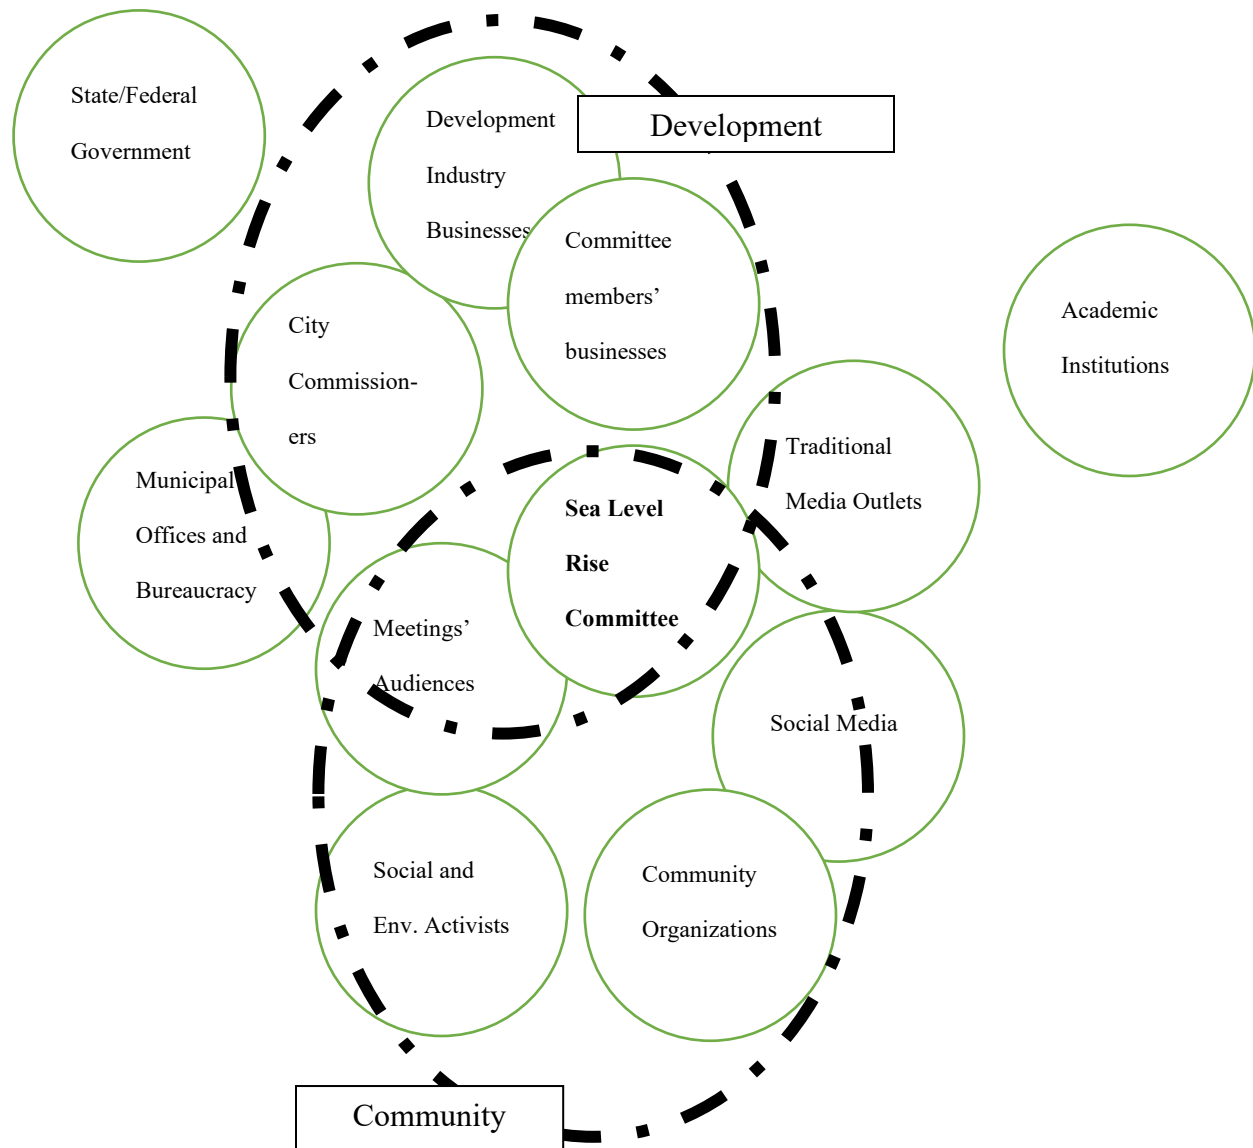 State/Federal
Government
Development
Industry
Businesses
Development
Committee
members’
businesses
City
Commission-
ers
Academic
Institutions
Municipal
Offices and
Bureaucracy
Traditional
Media Outlets
Sea Level
Rise
Committee
Meetings’
Audiences
Social Media
Social and
Env. Activists
Community
Organizations
Community